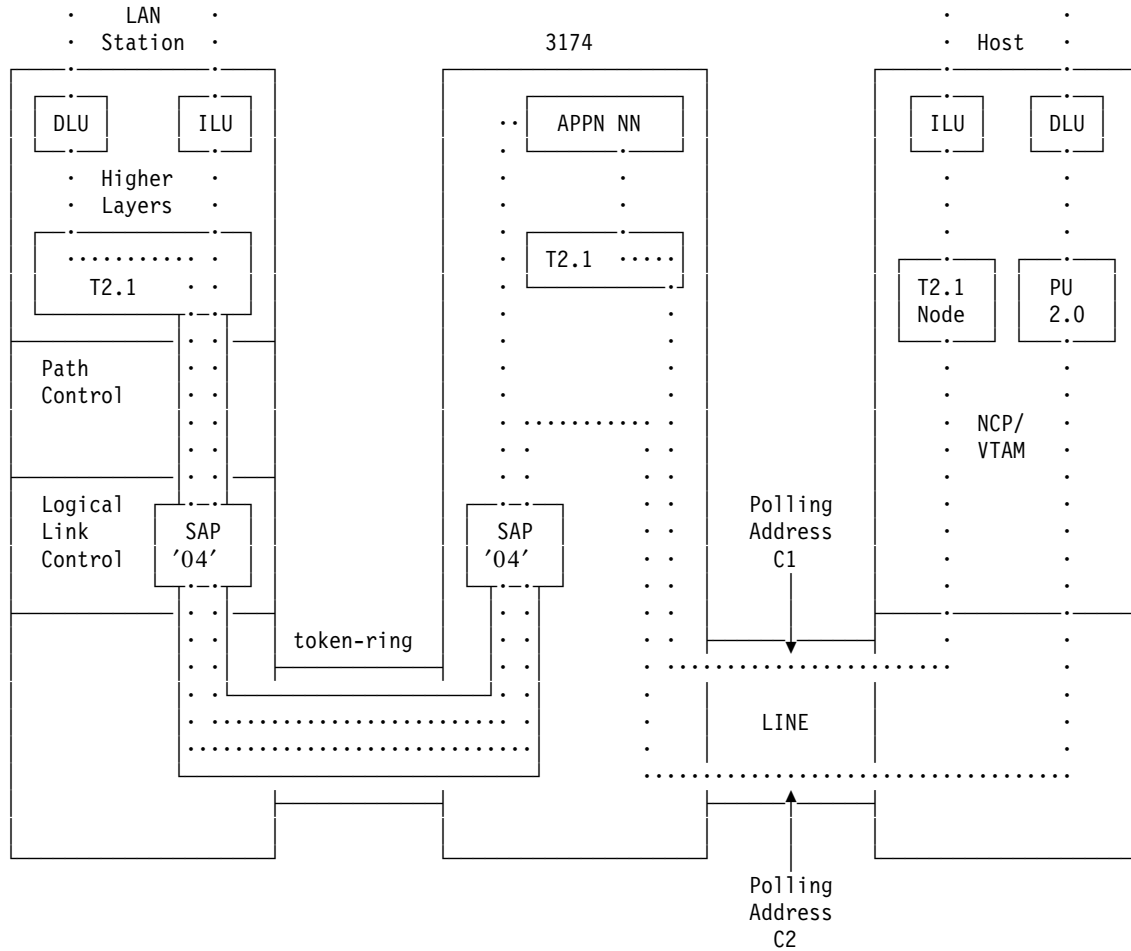 LAN
Station
3174
Host
DLU
ILU
APPN NN
ILU
DLU
Higher
Layers
T2.1
T2.1
T2.1
Node
PU
2.0
Path
Control
NCP/
VTAM
Logical
Link
Control
SAP
'04'
SAP
'04'
Polling
Address
C1
token-ring
LINE
Polling
Address
C2